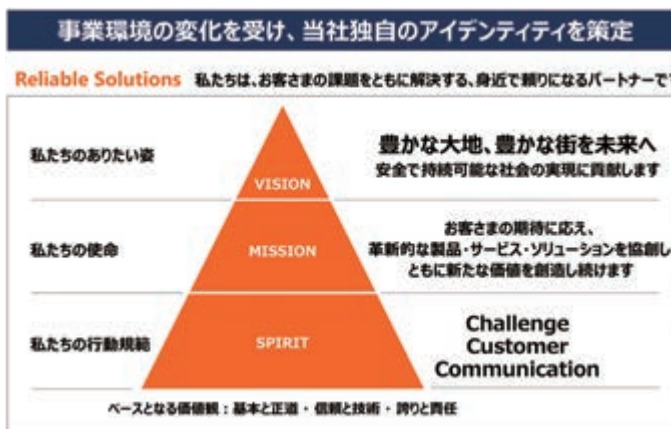 事業環境の変化を受け、当社独自のアイデンティティを策定
Reliable Solutions 私たちは、お客さまの課題をともに解決する、身近で頼りになるパートナーで
私たちのありたい姿
VISION
豊かな大地、豊かな街を未来へ
安全で持続可能な社会の実現に貢献します
私たちの使命
MISSION
お客さまの期待に応え、
革新的な製品・サービス・ソリューションを協創し
ともに新たな価値を創造し続けます
私たちの行動規範
SPIRIT
Challenge
Customer
Communication
ベースとなる価値観：基本と正道・信頼と技術・誇りと責任